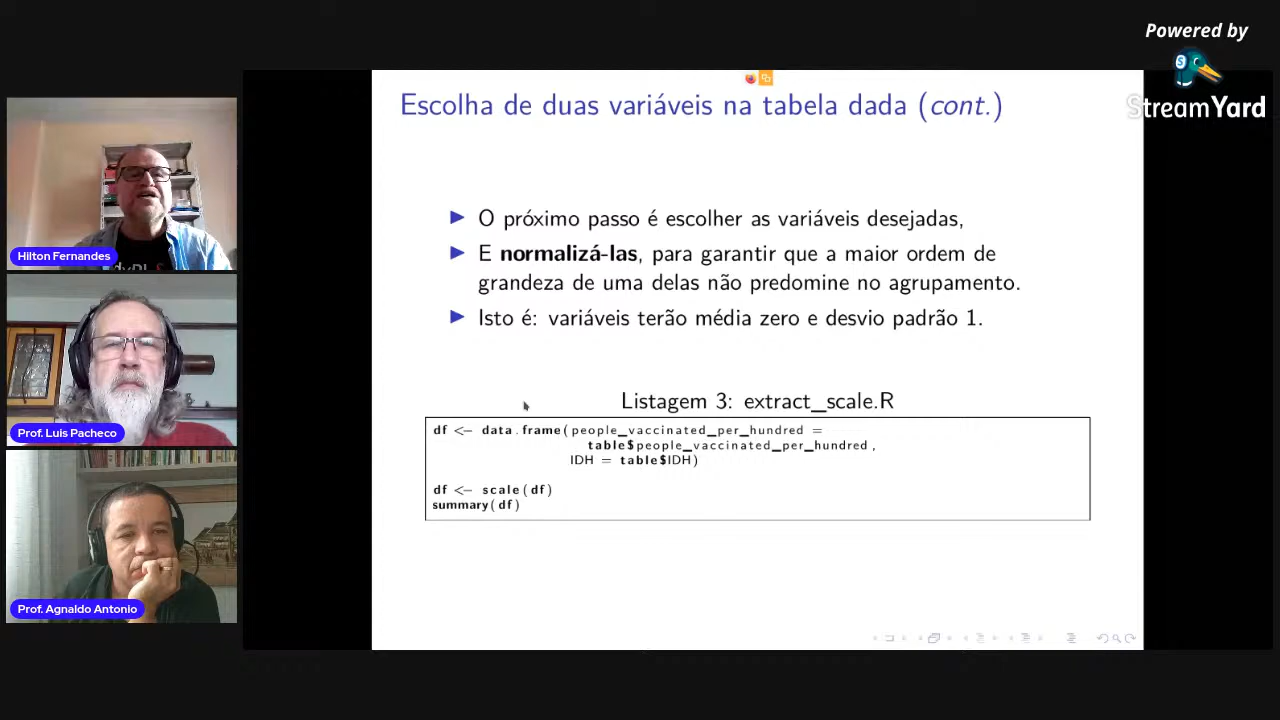 Powered by
StreamYard
Escolha de duas variáveis na tabela dada (cont.)
O próximo passo é escolher as variáveis desejadas,
E normalizá-las, para garantir que a maior ordem de
grandeza de uma delas não predomine no agrupamento.
Isto é: variáveis terão média zero e desvio padrão 1.
Listagem 3: extract_scale.R
df <- data.frame(people_vaccinated_per_hundred =
table$people_vaccinated_per_hundred,
IDH = table$IDH)
df <- scale(df)
summary(df)
Hilton Fernandes
Prof. Luis Pacheco
Prof. Agnaldo Antonio